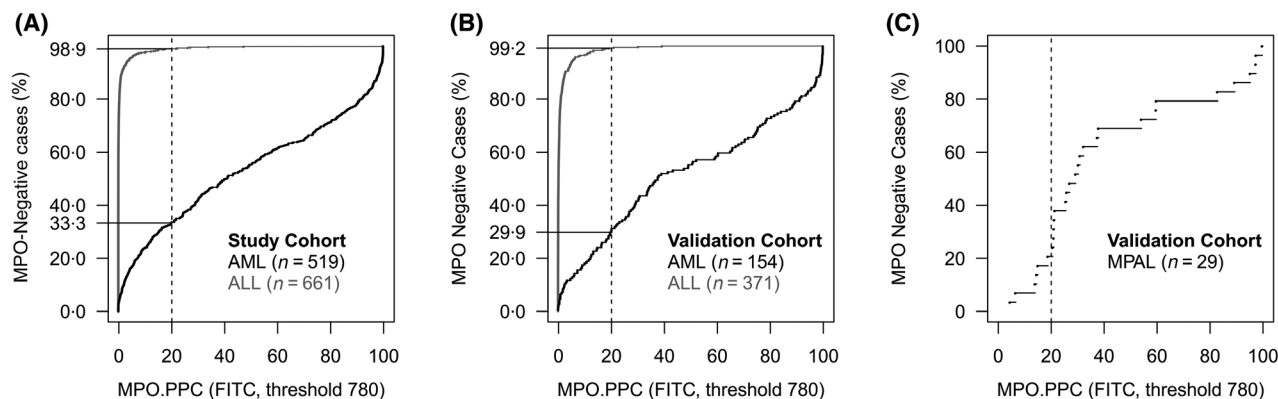 (A)
MPO-Negative cases (%)
98·9
80·0
60·0
40·0
33·3
20·0
0·0
Study Cohort
AML (n = 519)
ALL (n = 661)
0 20 40 60 80 100
MPO.PPC (FITC, threshold 780)
(B)
MPO Negative Cases (%)
99·2
80·0
60·0
40·0
29·9
20·0
0·0
Validation Cohort
AML (n = 154)
ALL (n = 371)
0 20 40 60 80 100
MPO.PPC (FITC, threshold 780)
(C)
MPO Negative Cases (%)
100
80
60
40
20
0
Validation Cohort
MPAL (n = 29)
0 20 40 60 80 100
MPO.PPC (FITC, threshold 780)